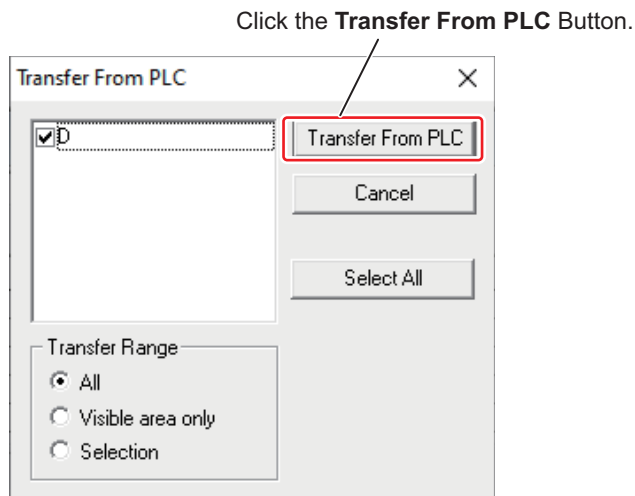 Click the Transfer From PLC Button.
Transfer From PLC
D
Transfer From PLC
Cancel
Select All
Transfer Range
All
Visible area only
Selection